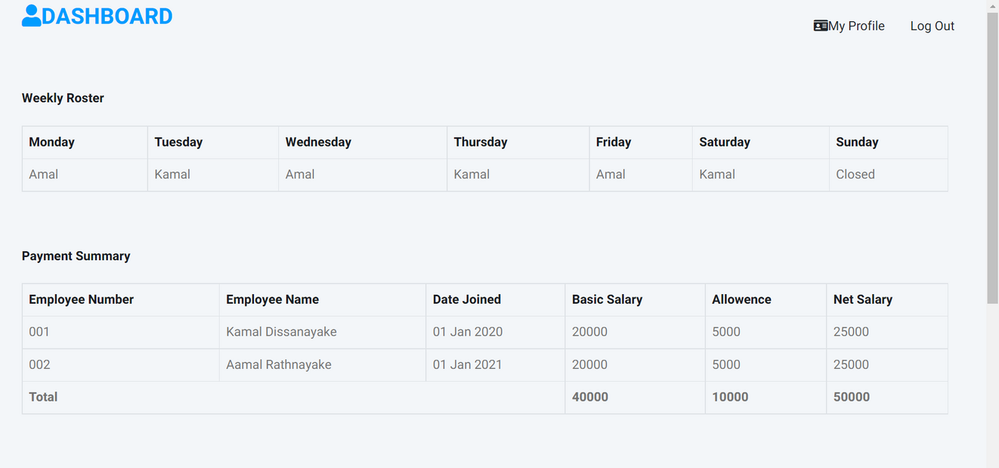 DASHBOARD
My Profile Log Out
Weekly Roster
Monday Tuesday Wednesday Thursday Friday Saturday Sunday
Amal Kamal Amal Kamal Amal Kamal Closed
Payment Summary
Employee Number Employee Name Date Joined Basic Salary Allowence Net Salary
001 Kamal Dissanayake 01 Jan 2020 20000 5000 25000
002 Aamal Rathnayake 01 Jan 2021 20000 5000 25000
Total 40000 10000 50000